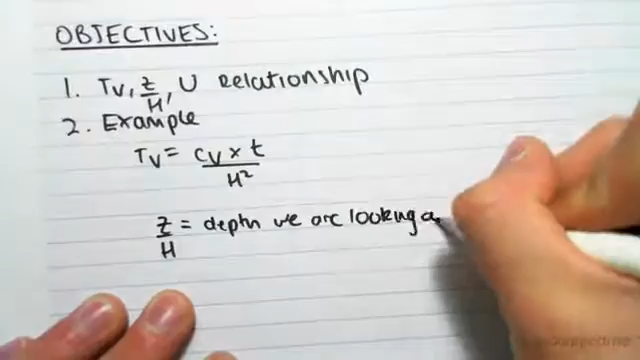 OBJECTIVES:
1. Tv, z/H, U Relationship
2. Example
Tv = cv x t / H²
z/H = depth we are looking a